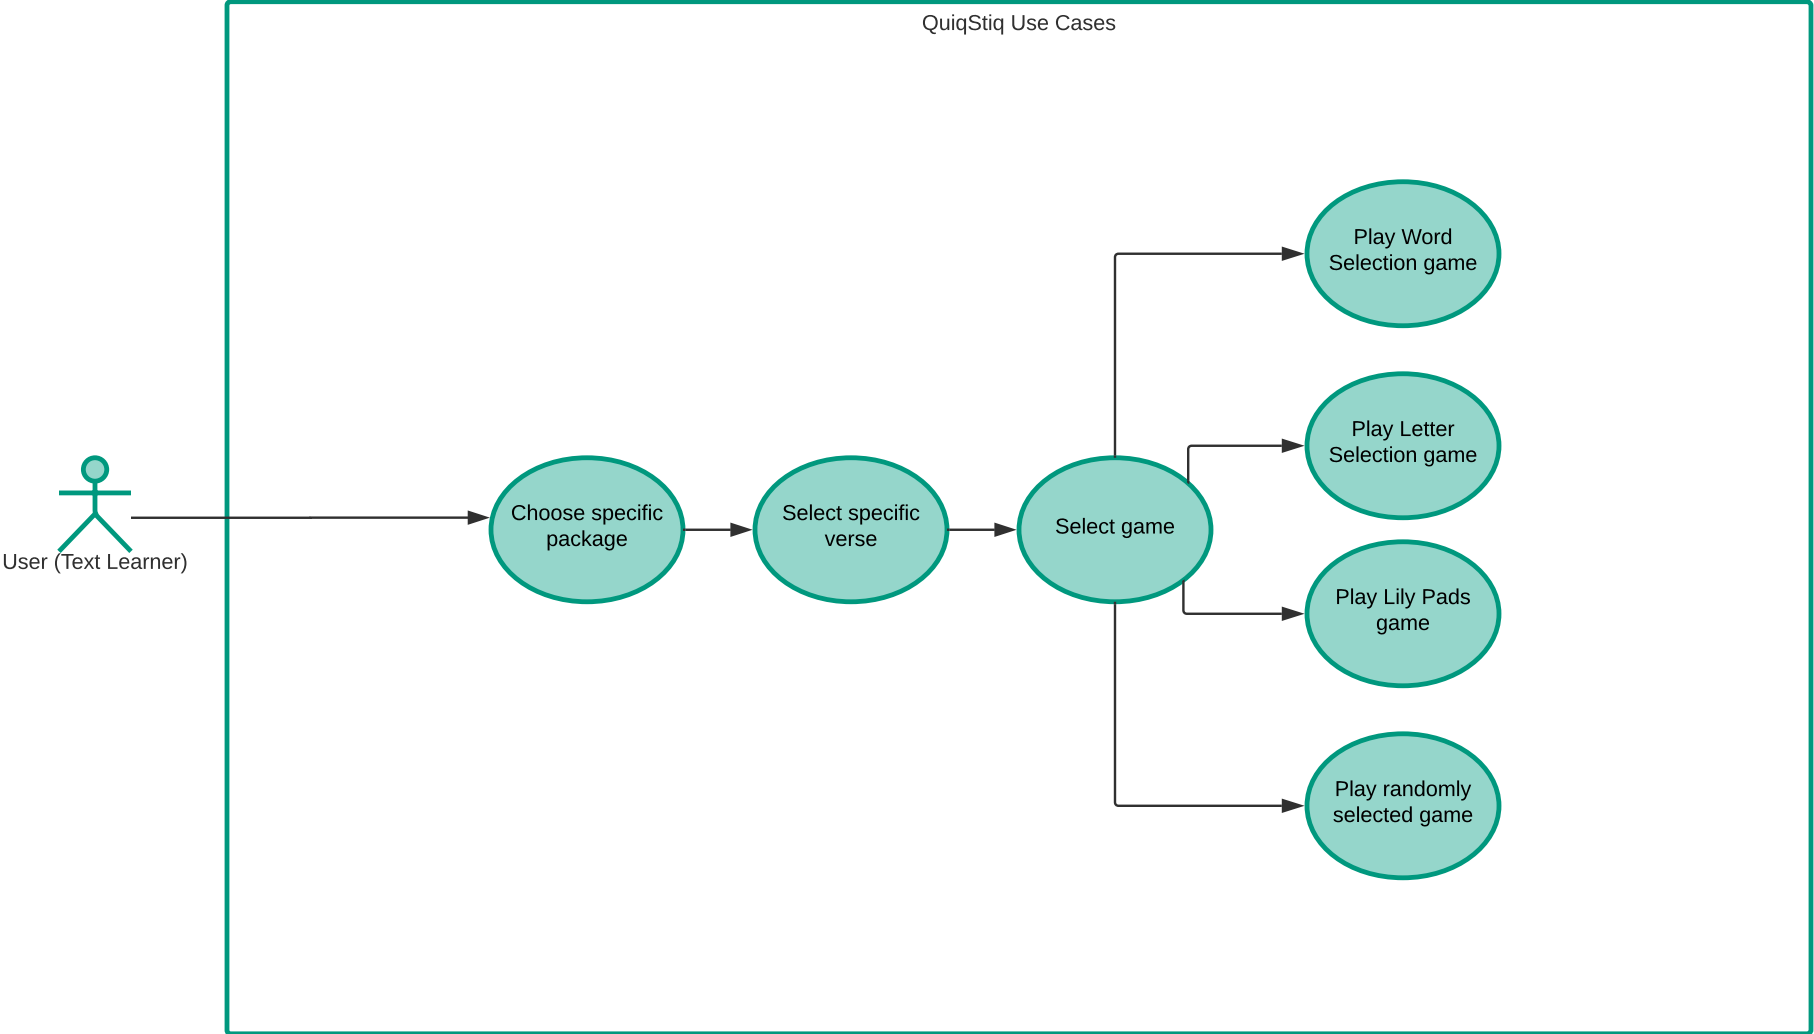 QuiqStiq Use Cases
User (Text Learner)
Choose specific
package
Select specific
verse
Select game
Play Word
Selection game
Play Letter
Selection game
Play Lily Pads
game
Play randomly
selected game